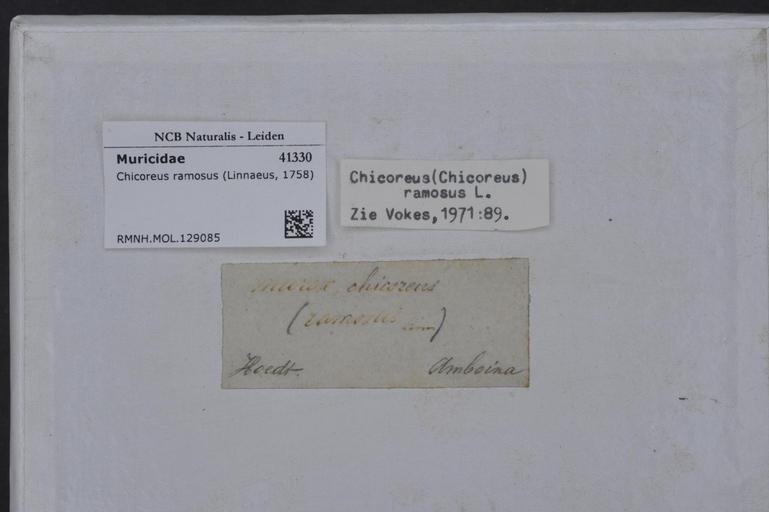 NCB Naturalis - Leiden
Muricidae 41330
Chicoreus ramosus (Linnaeus, 1758)
RMNH.MOL.129085
Chicoreus(Chicoreus)
ramosus L.
Zie Vokes,1971:89.
murex, chicoreus
(ramosus Linn)
Hoedt. Amboina